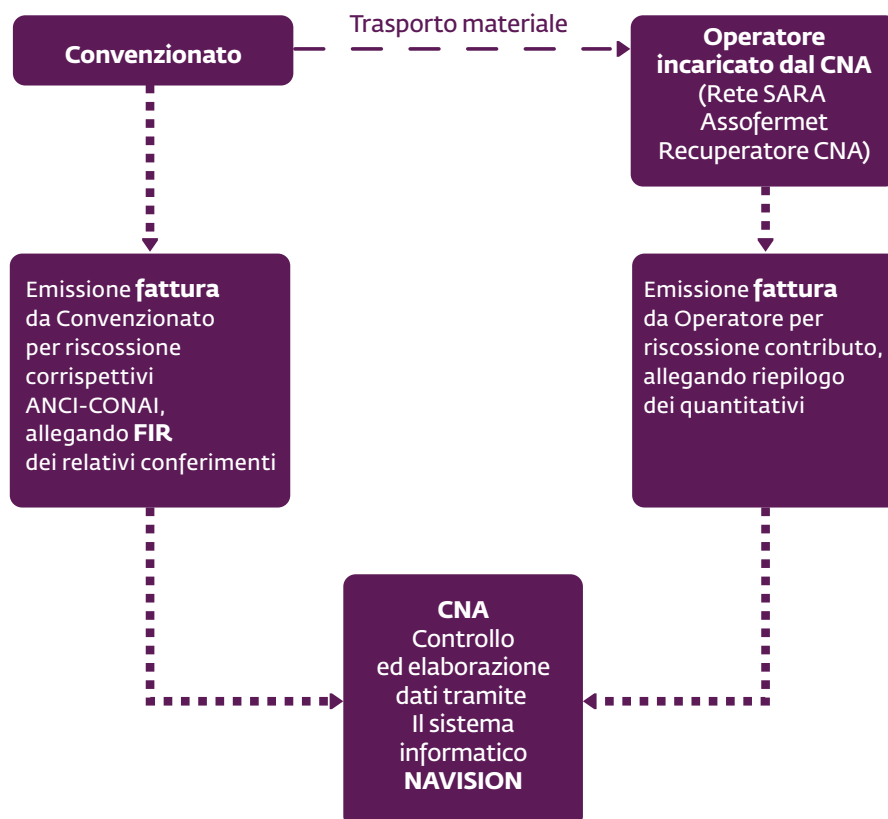 Trasporto materiale
Convenzionato
Operatore
incaricato dal CNA
(Rete SARA
Assofermet
Recuperatore CNA)
Emissione fattura
da Convenzionato
per riscossione
corrispettivi
ANCI-CONAI,
allegando FIR
dei relativi conferimenti
Emissione fattura
da Operatore per
riscossione contributo,
allegando riepilogo
dei quantitativi
CNA
Controllo
ed elaborazione
dati tramite
Il sistema
informatico
NAVISION